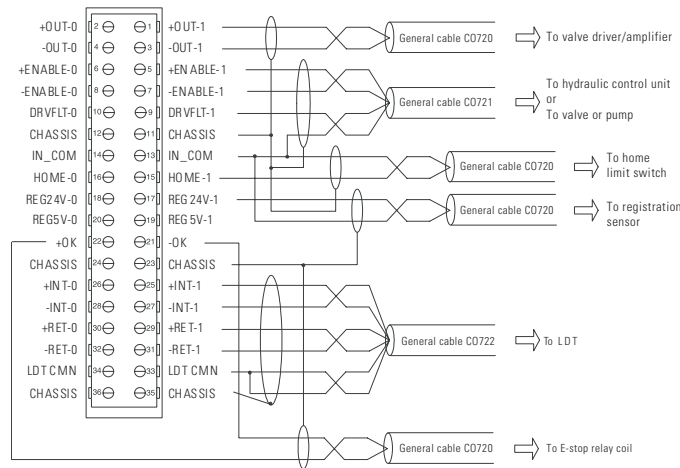 +OUT-0 2 1 +OUT-1
-OUT-0 4 3 -OUT-1
+ENABLE-0 6 5 +ENABLE-1
-ENABLE-0 8 7 -ENABLE-1
DRVFLT-0 10 9 DRVFLT-1
CHASSIS 12 11 CHASSIS
IN_COM 14 13 IN_COM
HOME-0 16 15 HOME-1
REG24V-0 18 17 REG24V-1
REG5V-0 20 19 REG5V-1
+OK 22 21 -OK
CHASSIS 24 23 CHASSIS
+INT-0 26 25 +INT-1
-INT-0 28 27 -INT-1
+RET-0 30 29 +RET-1
-RET-0 32 31 -RET-1
LDT CMN 34 33 LDT CMN
CHASSIS 36 35 CHASSIS
General cable C0720 To valve driver/amplifier
General cable C0721
To hydraulic control unit
or
To valve or pump
General cable C0720
To home
limit switch
General cable C0720
To registration
sensor
General cable C0722 To LDT
General cable C0720 To E-stop relay coil